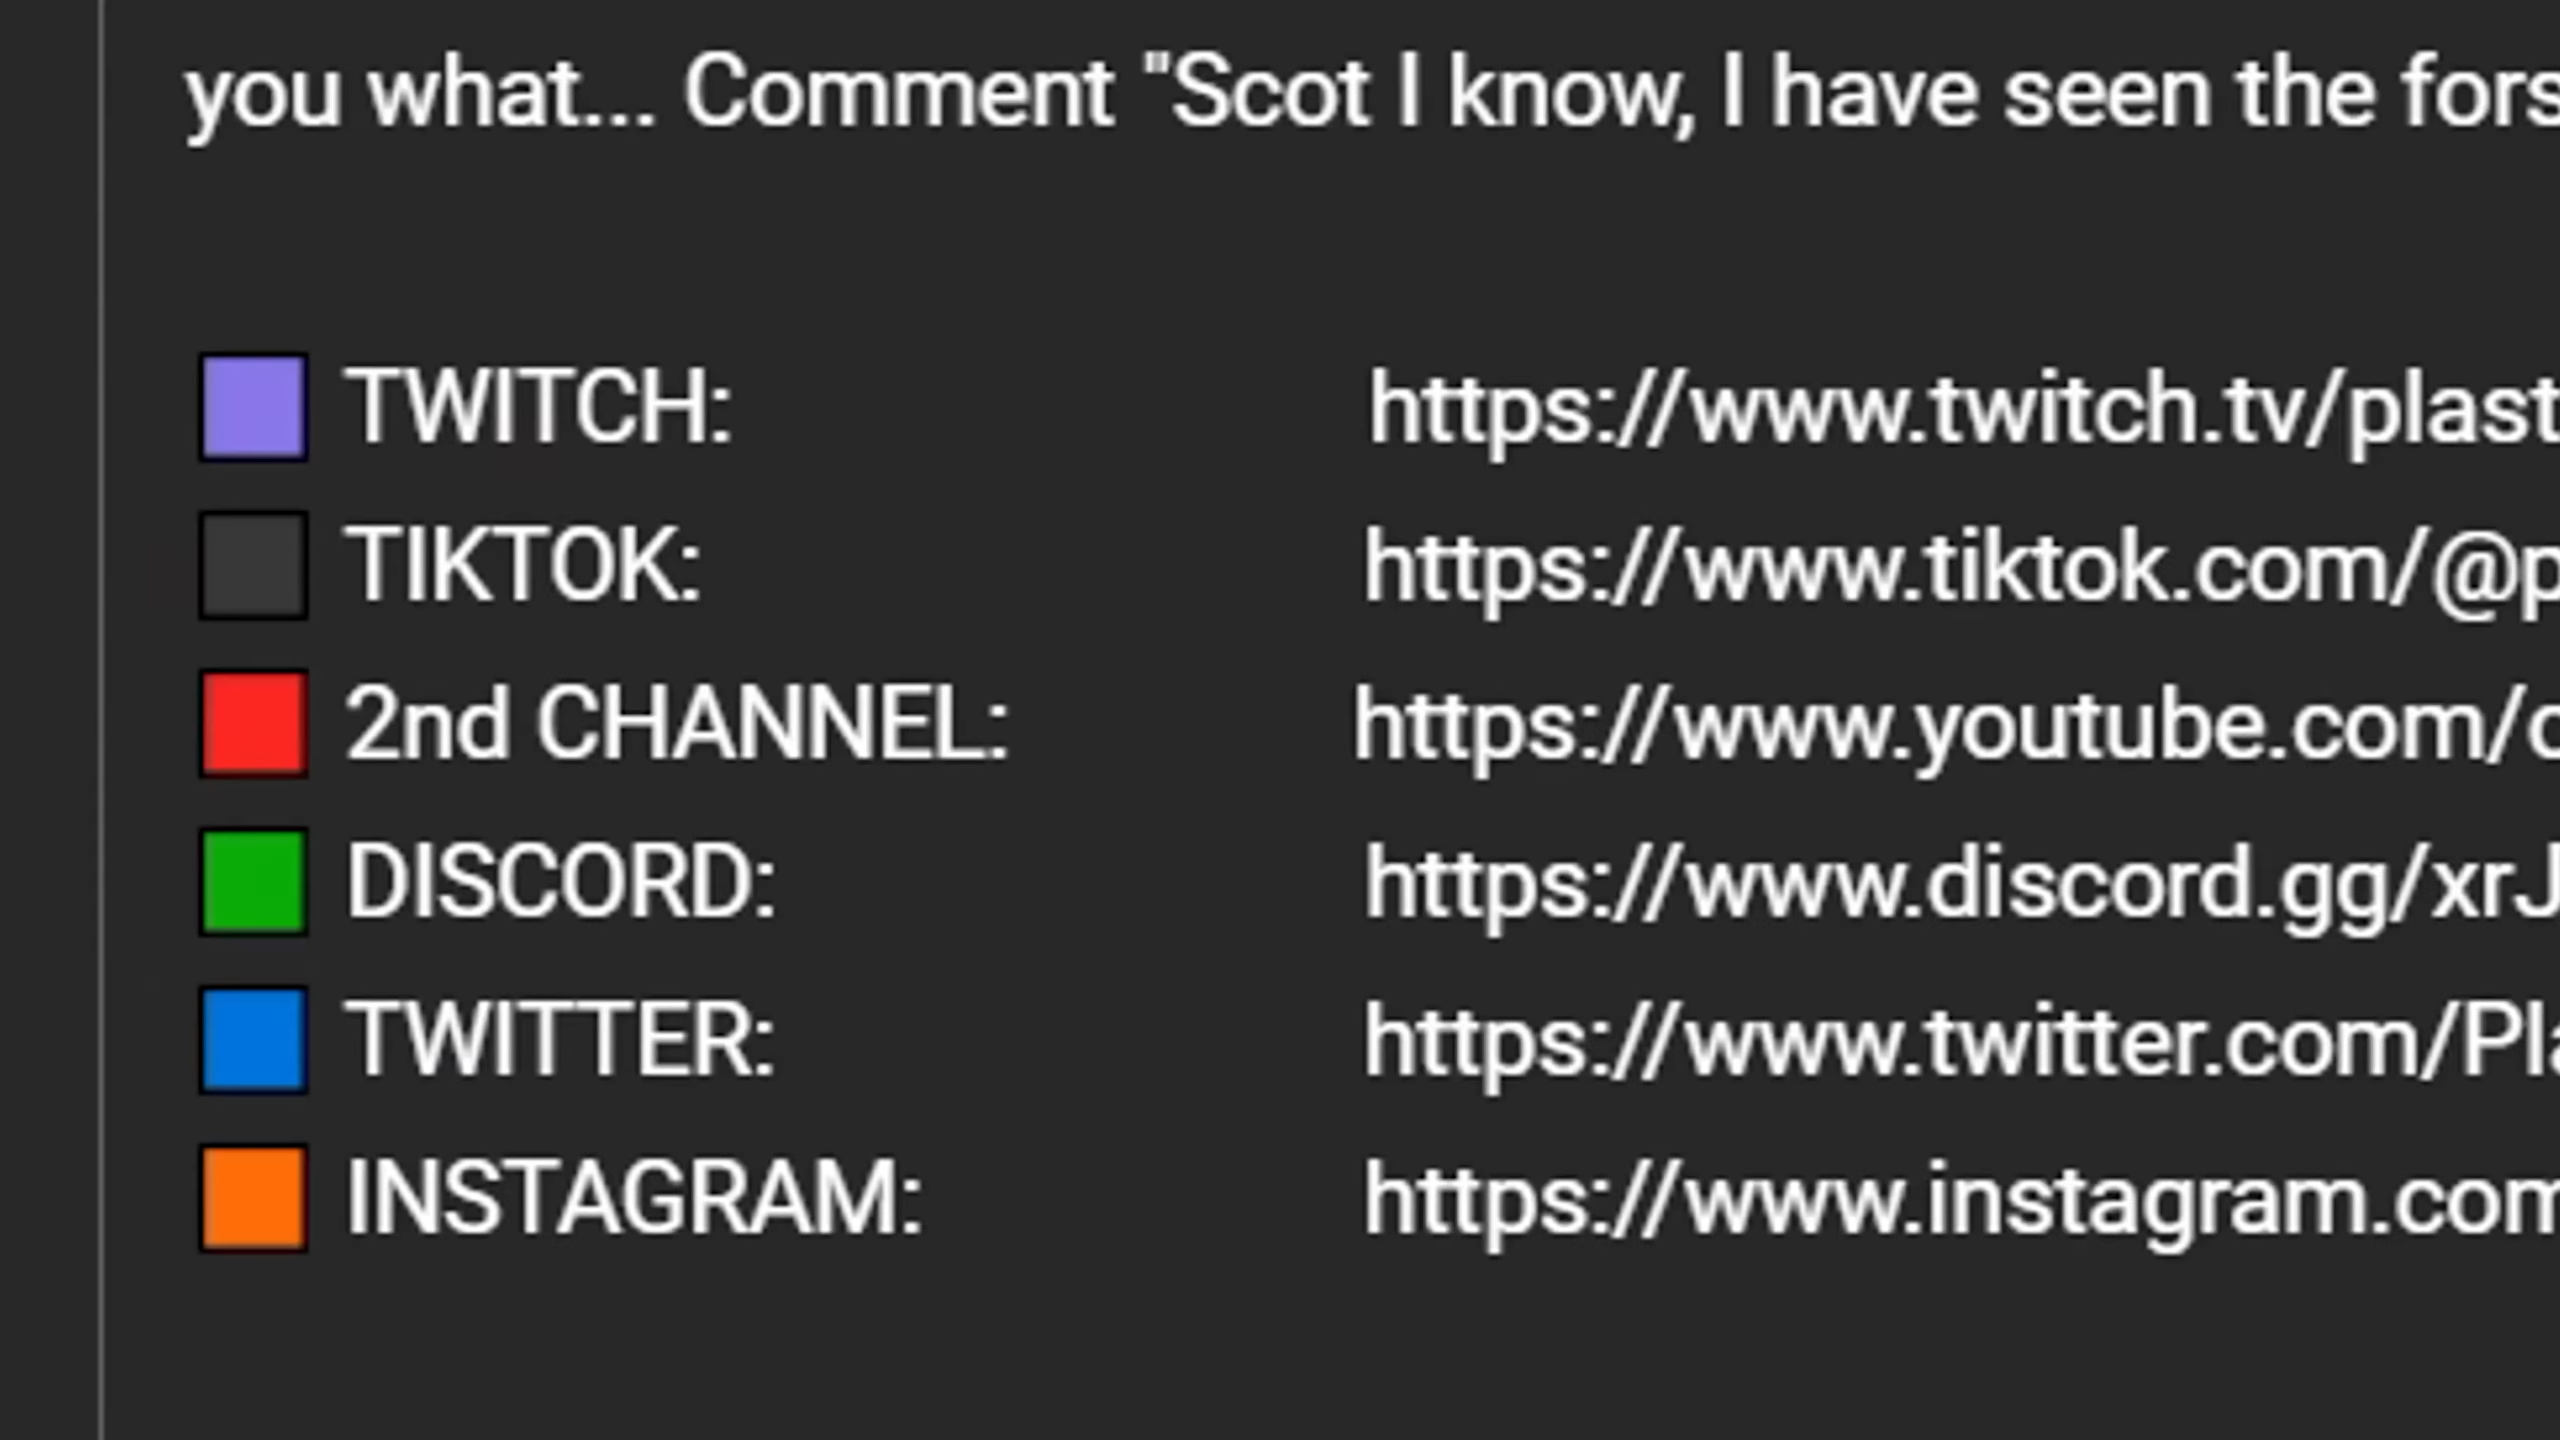 you what... Comment "Scot I know, I have seen the fors
TWITCH: https://www.twitch.tv/plast
TIKTOK: https://www.tiktok.com/@p
2nd CHANNEL: https://www.youtube.com/c
DISCORD: https://www.discord.gg/xrJ
TWITTER: https://www.twitter.com/Pla
INSTAGRAM: https://www.instagram.com